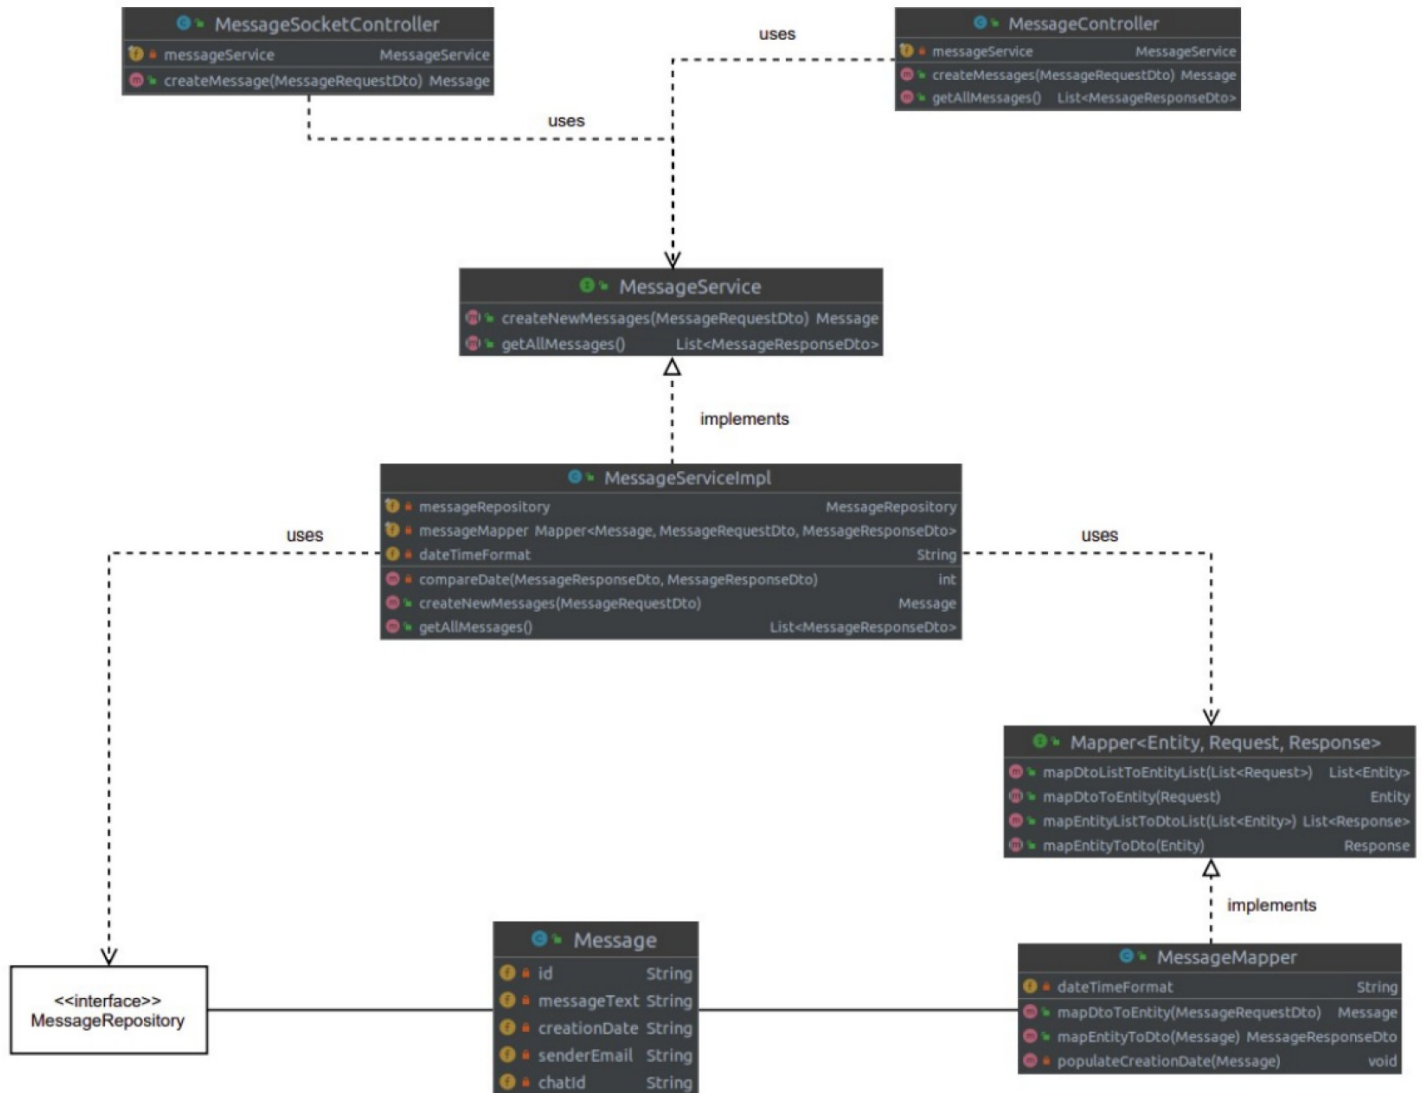 MessageSocketController
messageService MessageService
createMessage(MessageRequestDto) Message
uses
MessageController
messageService MessageService
createMessages(MessageRequestDto) Message
getAllMessages() List<MessageResponseDto>
uses
MessageService
createNewMessages(MessageRequestDto) Message
getAllMessages() List<MessageResponseDto>
implements
MessageServiceImpl
messageRepository MessageRepository
messageMapper Mapper<Message, MessageRequestDto, MessageResponseDto>
dateTimeFormat String
compareDate(MessageResponseDto, MessageResponseDto) int
createNewMessages(MessageRequestDto) Message
getAllMessages() List<MessageResponseDto>
uses
uses
Mapper<Entity, Request, Response>
mapDtoListToEntityList(List<Request>) List<Entity>
mapDtoToEntity(Request) Entity
mapEntityListToDtoList(List<Entity>) List<Response>
mapEntityToDto(Entity) Response
implements
<<interface>>
MessageRepository
Message
id String
messageText String
creationDate String
senderEmail String
chatId String
MessageMapper
dateTimeFormat String
mapDtoToEntity(MessageRequestDto) Message
mapEntityToDto(Message) MessageResponseDto
populateCreationDate(Message) void